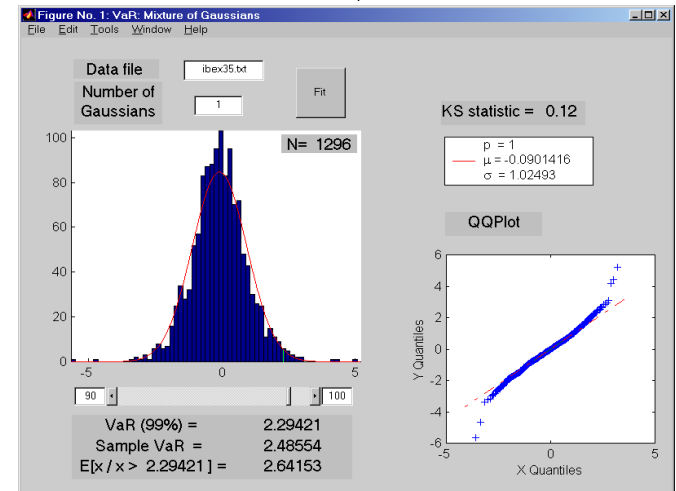 Figure No. 1: VaR: Mixture of Gaussians
File Edit Tools Window Help
Data file
ibex35.txt
Number of
Gaussians
1
Fit
KS statistic = 0.12
N= 1296
p = 1
μ = -0.0901416
σ = 1.02493
QQPlot
100
80
60
40
20
0
-5 0 5
90
100
VaR (99%) = 2.29421
Sample VaR = 2.48554
E[x / x > 2.29421 ] = 2.64153
6
4
2
0
-2
-4
-6
Y Quantiles
-5 0 5
X Quantiles